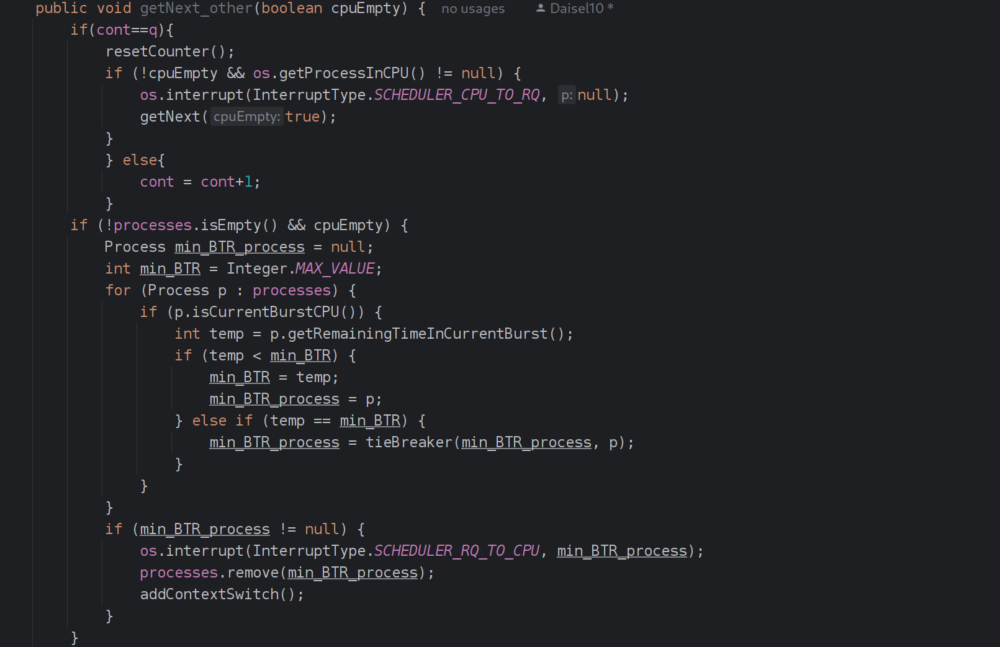 public void getNext_other(boolean cpuEmpty) {  no usages   Daisel10 *
    if(cont==q){
        resetCounter();
        if (!cpuEmpty && os.getProcessInCPU() != null) {
            os.interrupt(InterruptType.SCHEDULER_CPU_TO_RQ, p: null);
            getNext( cpuEmpty: true);
        }
        } else{
            cont = cont+1;
        }
    if (!processes.isEmpty() && cpuEmpty) {
        Process min_BTR_process = null;
        int min_BTR = Integer.MAX_VALUE;
        for (Process p : processes) {
            if (p.isCurrentBurstCPU()) {
                int temp = p.getRemainingTimeInCurrentBurst();
                if (temp < min_BTR) {
                    min_BTR = temp;
                    min_BTR_process = p;
                } else if (temp == min_BTR) {
                    min_BTR_process = tieBreaker(min_BTR_process, p);
                }
            }
        }
        if (min_BTR_process != null) {
            os.interrupt(InterruptType.SCHEDULER_RQ_TO_CPU, min_BTR_process);
            processes.remove(min_BTR_process);
            addContextSwitch();
        }
    }